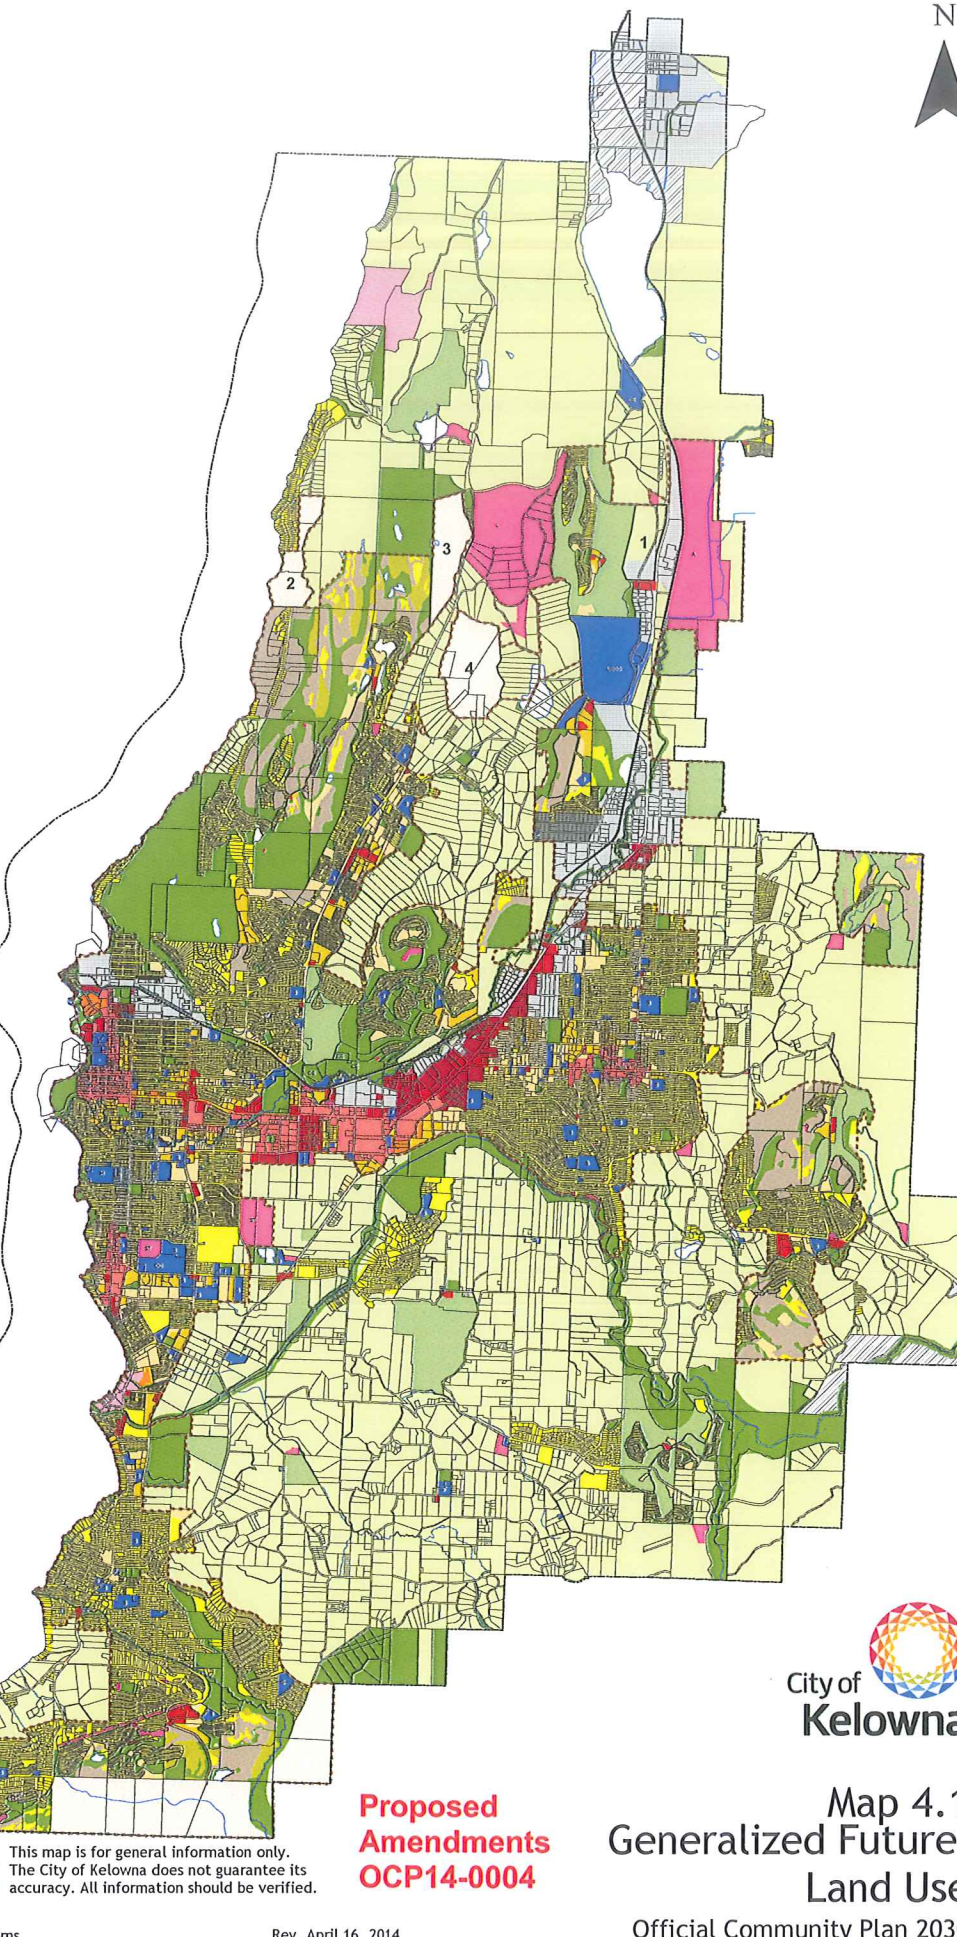 N
1
3
2
4
City of
Kelowna
Proposed
Amendments
OCP14-0004
Map 4.1
Generalized Future
Land Use
This map is for general information only.
The City of Kelowna does not guarantee its
accuracy. All information should be verified.
Rev. April 16, 2014
Official Community Plan 203